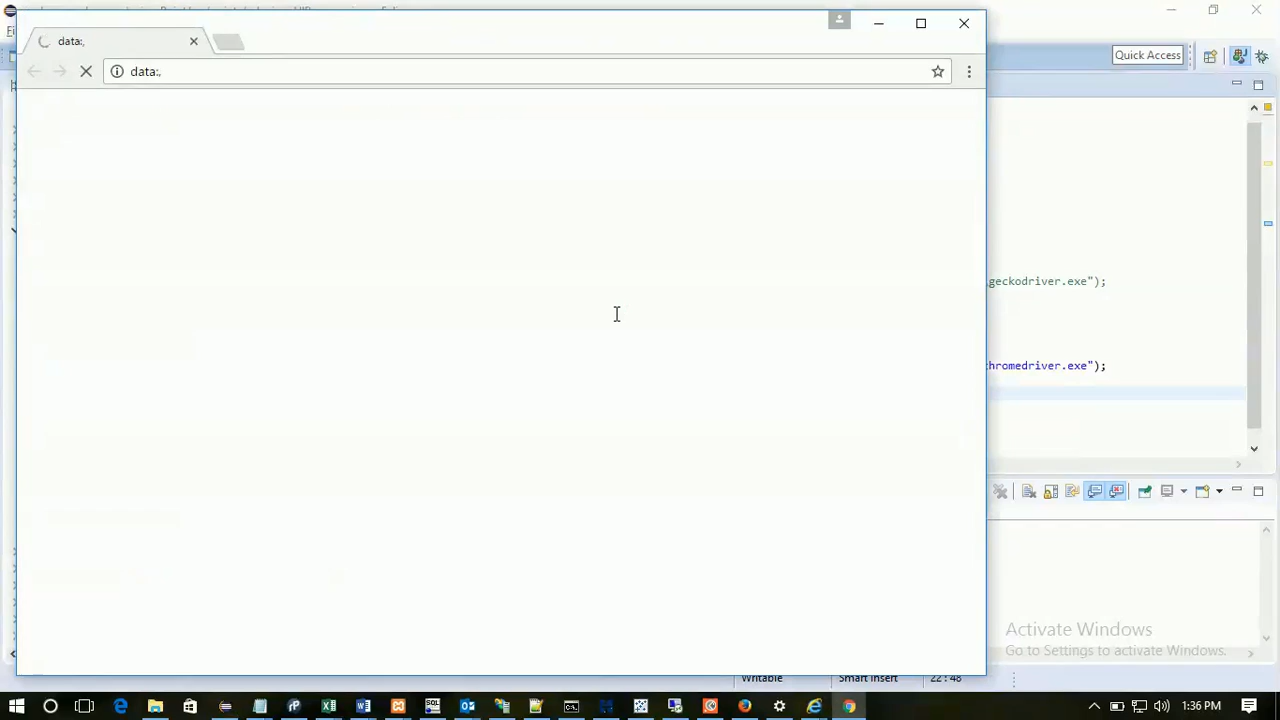 data:,
data:,
Quick Access
geckodriver.exe");
chromedriver.exe");
Activate Windows
Go to Settings to activate Windows.
Writable
Smart Insert
22 : 48
1:36 PM